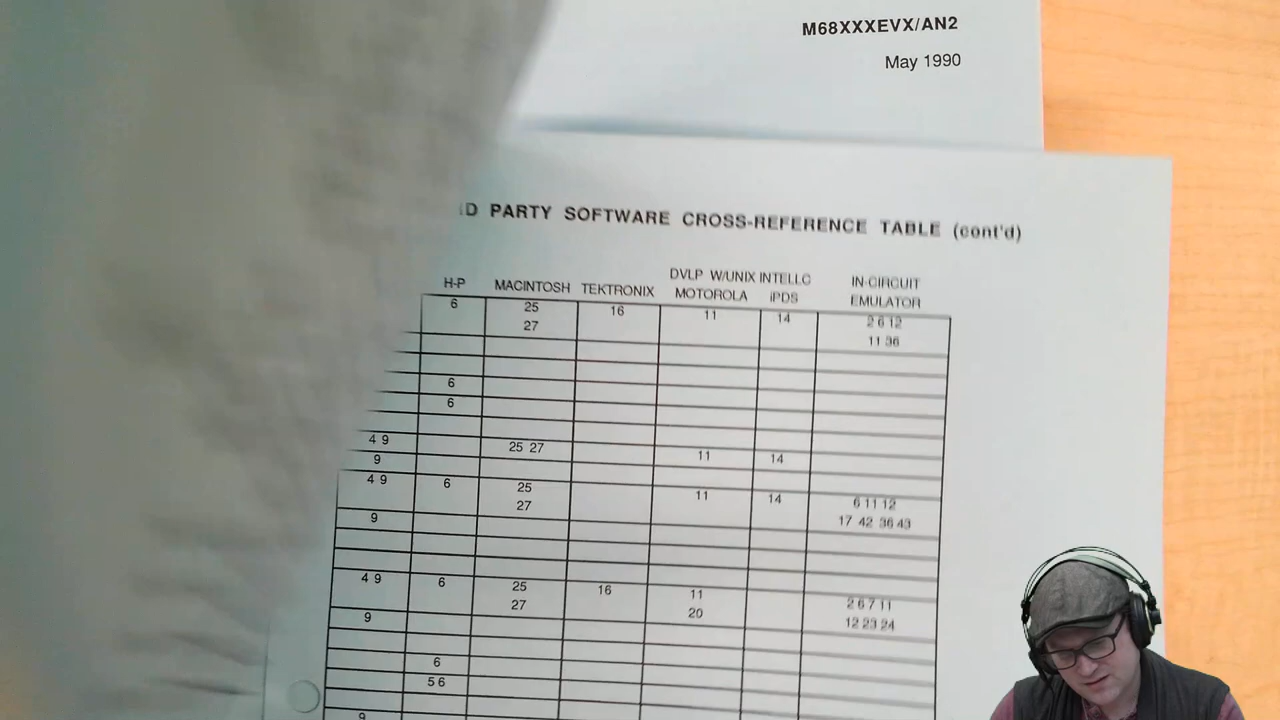 M68XXXEVX/AN2
May 1990
PARTY SOFTWARE CROSS-REFERENCE TABLE (cont'd)
DVLP W/UNIX INTELLC IN-CIRCUIT
H-P MACINTOSH TEKTRONIX MOTOROLA iPDS EMULATOR
6 25 16 11 14 2 6 12
27 11 36
6
6
4 9 25 27 11 14
9
4 9 6 25 11 14 6 11 12
27 17 42 36 43
9
4 9 6 25 16 11 2 6 7 11
27 20 12 23 24
9
6
5 6
9